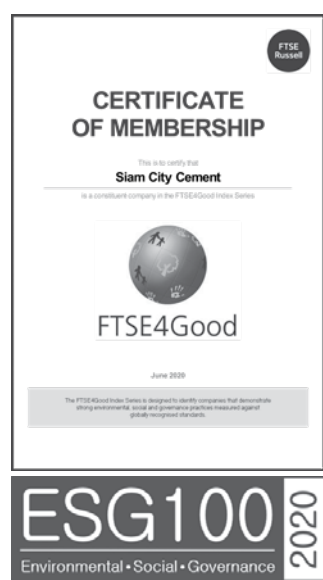 FTSE
Russell
CERTIFICATE
OF MEMBERSHIP
This is to certify that
Siam City Cement
is a constituent company in the FTSE4Good Index Series
FTSE4Good
June 2020
The FTSE4Good Index Series is designed to identify companies that demonstrate
strong environmental, social and governance practices measured against
globally recognised standards.
ESG100
2020
Environmental • Social • Governance